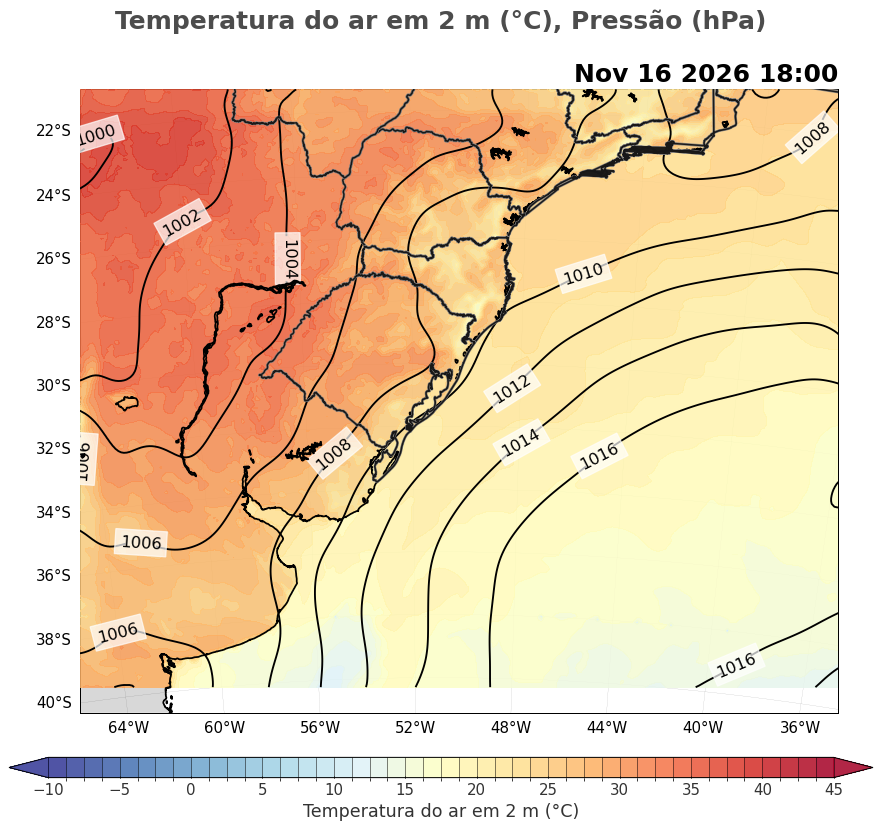 Temperatura do ar em 2 m (°C), Pressão (hPa)
Nov 16 2026 18:00
22°S
24°S
26°S
28°S
30°S
32°S
34°S
36°S
38°S
40°S
1000
1002
1004
1008
1010
1012
1014
1016
1008
1006
1006
1006
1016
64°W
60°W
56°W
52°W
48°W
44°W
40°W
36°W
−10
−5
0
5
10
15
20
25
30
35
40
45
Temperatura do ar em 2 m (°C)